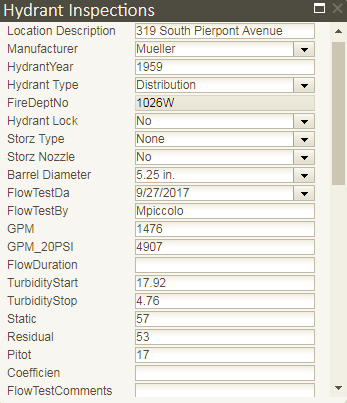 Hydrant Inspections
Location Description 319 South Pierpont Avenue
Manufacturer Mueller
HydrantYear 1959
Hydrant Type Distribution
FireDeptNo 1026W
Hydrant Lock No
Storz Type None
Storz Nozzle No
Barrel Diameter 5.25 in.
FlowTestDa 9/27/2017
FlowTestBy Mpiccolo
GPM 1476
GPM_20PSI 4907
FlowDuration
TurbidityStart 17.92
TurbidityStop 4.76
Static 57
Residual 53
Pitot 17
Coefficien
FlowTestComments